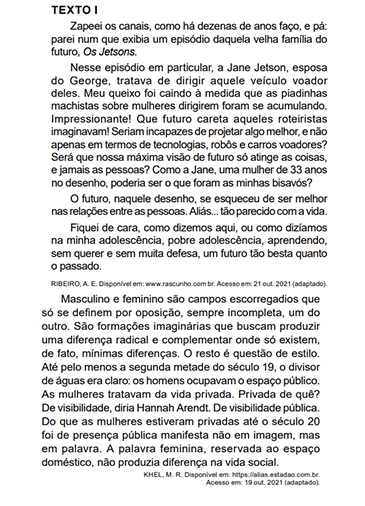 TEXTO I
Zapeei os canais, como há dezenas de anos faço, e pá:
parei num que exibia um episódio daquela velha família do
futuro, Os Jetsons.
Nesse episódio em particular, a Jane Jetson, esposa
do George, tratava de dirigir aquele veículo voador
deles. Meu queixo foi caindo à medida que as piadinhas
machistas sobre mulheres dirigirem foram se acumulando.
Impressionante! Que futuro careta aqueles roteiristas
imaginavam! Seriam incapazes de projetar algo melhor, e não
apenas em termos de tecnologias, robôs e carros voadores?
Será que nossa máxima visão de futuro só atinge as coisas,
e jamais as pessoas? Como a Jane, uma mulher de 33 anos
no desenho, poderia ser o que foram as minhas bisavós?
O futuro, naquele desenho, se esqueceu de ser melhor
nas relações entre as pessoas. Aliás... tão parecido com a vida.
Fiquei de cara, como dizemos aqui, ou como dizíamos
na minha adolescência, pobre adolescência, aprendendo,
sem querer e sem muita defesa, um futuro tão besta quanto
o passado.
RIBEIRO, A. E. Disponível em: www.rascunho.com.br. Acesso em: 21 out. 2021 (adaptado).
Masculino e feminino são campos escorregadios que
só se definem por oposição, sempre incompleta, um do
outro. São formações imaginárias que buscam produzir
uma diferença radical e complementar onde só existem,
de fato, mínimas diferenças. O resto é questão de estilo.
Até pelo menos a segunda metade do século 19, o divisor
de águas era claro: os homens ocupavam o espaço público.
As mulheres tratavam da vida privada. Privada de quê?
De visibilidade, diria Hannah Arendt. De visibilidade pública.
Do que as mulheres estiveram privadas até o século 20
foi de presença pública manifesta não em imagem, mas
em palavra. A palavra feminina, reservada ao espaço
doméstico, não produzia diferença na vida social.
KHEL, M. R. Disponível em: https://alias.estadao.com.br.
Acesso em: 19 out. 2021 (adaptado).